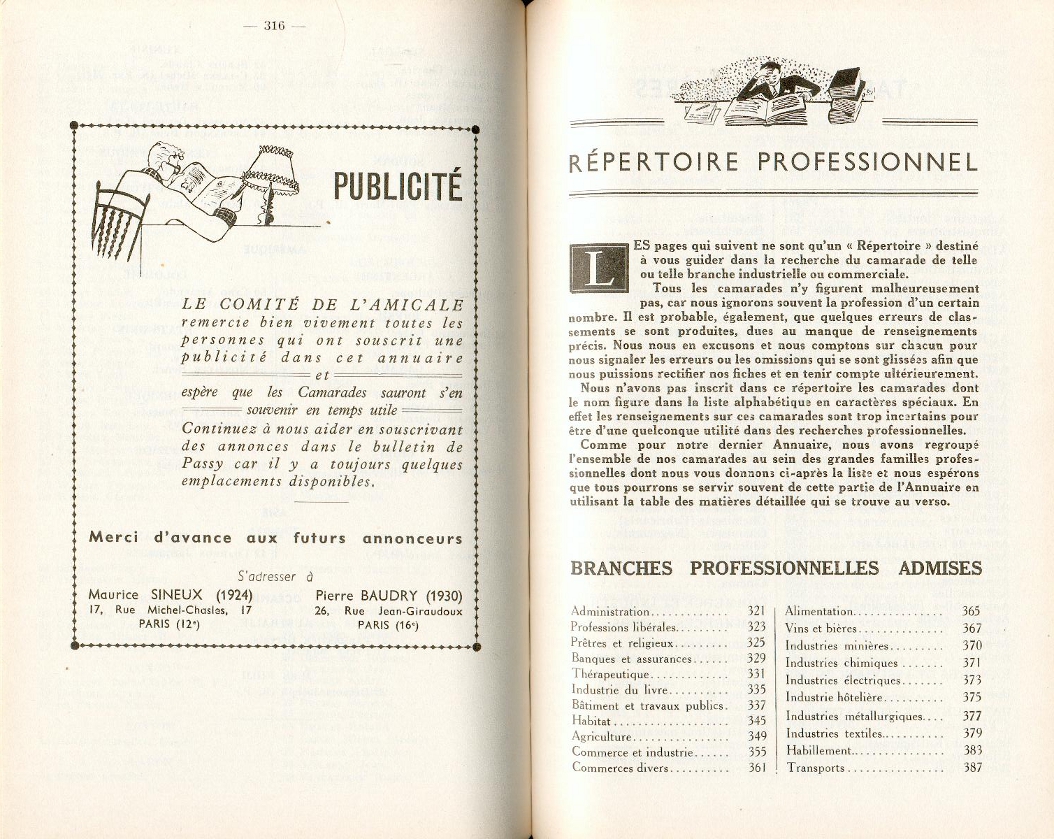 — 316 —
PUBLICITÉ
LE COMITÉ DE L'AMICALE
remercie bien vivement toutes les
personnes qui ont souscrit une
publicité dans cet annuaire
et
espère que les Camarades sauront s'en
souvenir en temps utile
Continuez à nous aider en souscrivant
des annonces dans le bulletin de
Passy car il y a toujours quelques
emplacements disponibles.
Merci d'avance aux futurs annonceurs
S'adresser à
Maurice SINEUX (1924)
17, Rue Michel-Chasles, 17
PARIS (12e)
Pierre BAUDRY (1930)
26, Rue Jean-Giraudoux
PARIS (16e)
RÉPERTOIRE PROFESSIONNEL
LES pages qui suivent ne sont qu'un « Répertoire » destiné
à vous guider dans la recherche du camarade de telle
ou telle branche industrielle ou commerciale.
Tous les camarades n'y figurent malheureusement
pas, car nous ignorons souvent la profession d'un certain
nombre. Il est probable, également, que quelques erreurs de clas-
sements se sont produites, dues au manque de renseignements
précis. Nous nous en excusons et nous comptons sur chacun pour
nous signaler les erreurs ou les omissions qui se sont glissées afin que
nous puissions rectifier nos fiches et en tenir compte ultérieurement.
Nous n'avons pas inscrit dans ce répertoire les camarades dont
le nom figure dans la liste alphabétique en caractères spéciaux. En
effet les renseignements sur ces camarades sont trop incertains pour
être d'une quelconque utilité dans des recherches professionnelles.
Comme pour notre dernier Annuaire, nous avons regroupé
l'ensemble de nos camarades au sein des grandes familles profes-
sionnelles dont nous vous donnons ci-après la liste et nous espérons
que tous pourrons se servir souvent de cette partie de l'Annuaire en
utilisant la table des matières détaillée qui se trouve au verso.
BRANCHES PROFESSIONNELLES ADMISES
Administration............ 321
Professions libérales......... 323
Prêtres et religieux......... 325
Banques et assurances...... 329
Thérapeutique............ 331
Industrie du livre.......... 335
Bâtiment et travaux publics. 337
Habitat.................. 345
Agriculture............... 349
Commerce et industrie...... 355
Commerces divers.......... 361
Alimentation.............. 365
Vins et bières............. 367
Industries minières......... 370
Industries chimiques ....... 371
Industries électriques....... 373
Industrie hôtelière.......... 375
Industries métallurgiques.... 377
Industries textiles.......... 379
Habillement............... 383
Transports................ 387